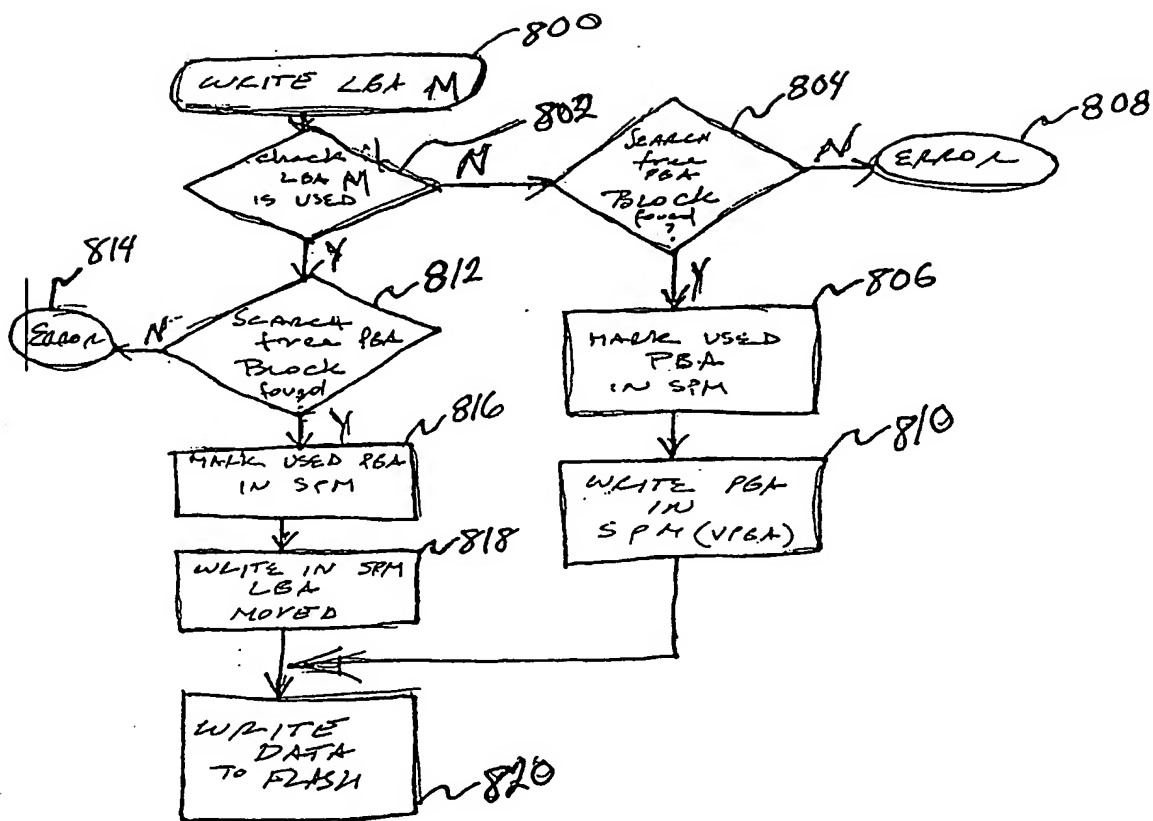 800
WRITE LBA M
802
check
LBA M
IS USED
N
Y
804
SEARCH
free
PBA
BLOCK
found
?
N
808
ERROR
Y
806
MARK USED
PBA
IN SPM
810
WRITE PBA
IN
SPM (VPBA)
812
SEARCH
free PBA
BLOCK
found
?
N
814
ERROR
Y
816
MARK USED PBA
IN SPM
818
WRITE IN SPM
LBA
MOVED
WRITE
DATA
TO FLASH
820